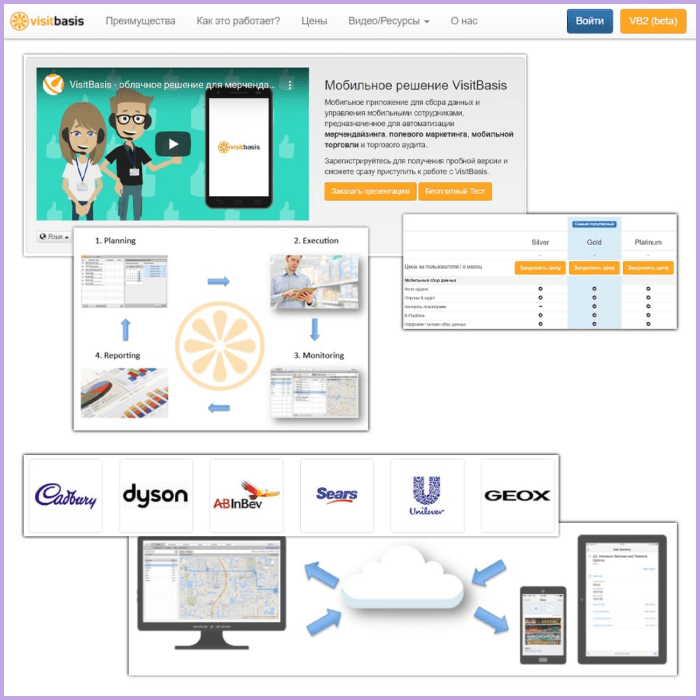 visitbasis
Преимущества
Как это работает?
Цены
Видео/Ресурсы
О нас
Войти
VB2 (beta)
VisitBasis - облачное решение для мерченда...
visitbasis
Мобильное решение VisitBasis
Мобильное приложение для сбора данных и
управления мобильными сотрудниками,
предназначенное для автоматизации
мерчендайзинга, полевого маркетинга, мобильной
торговли и торгового аудита.
Зарегистрируйтесь для получения пробной версии и
сможете сразу приступить к работе с VisitBasis.
Заказать презентацию
Бесплатный Тест
Язык
1. Planning
2. Execution
4. Reporting
3. Monitoring
Самый популярный
Silver
Gold
Platinum
Цена за пользователя / в месяц
Запросить цену
Запросить цену
Запросить цену
Мобильный сбор данных
Фото задачи
Опросы & аудит
Контроль планограмм
Е-Подпись
Оффлайн / онлайн сбор данных
Cadbury
dyson
ABInBev
Sears
Unilever
GEOX